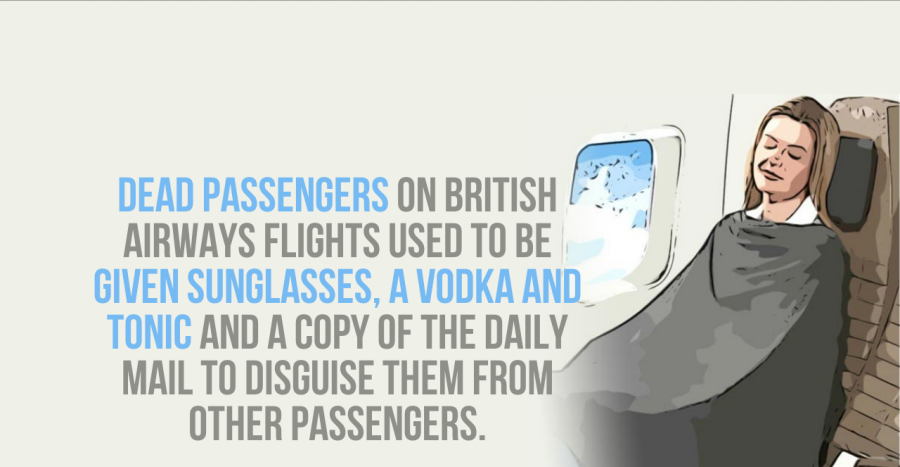 DEAD PASSENGERS ON BRITISH
AIRWAYS FLIGHTS USED TO BE
GIVEN SUNGLASSES, A VODKA AND
TONIC AND A COPY OF THE DAILY
MAIL TO DISGUISE THEM FROM
OTHER PASSENGERS.